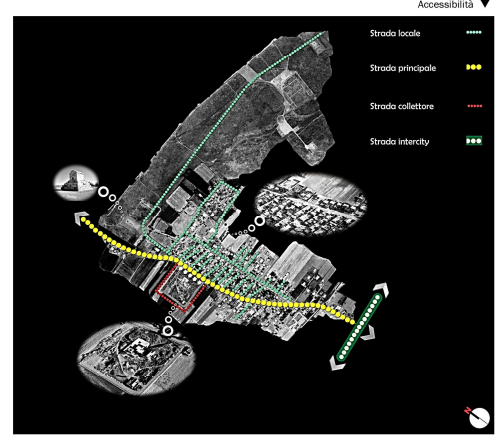 Accessibilità ▼
Strada locale
Strada principale
Strada collettore
Strada intercity
N